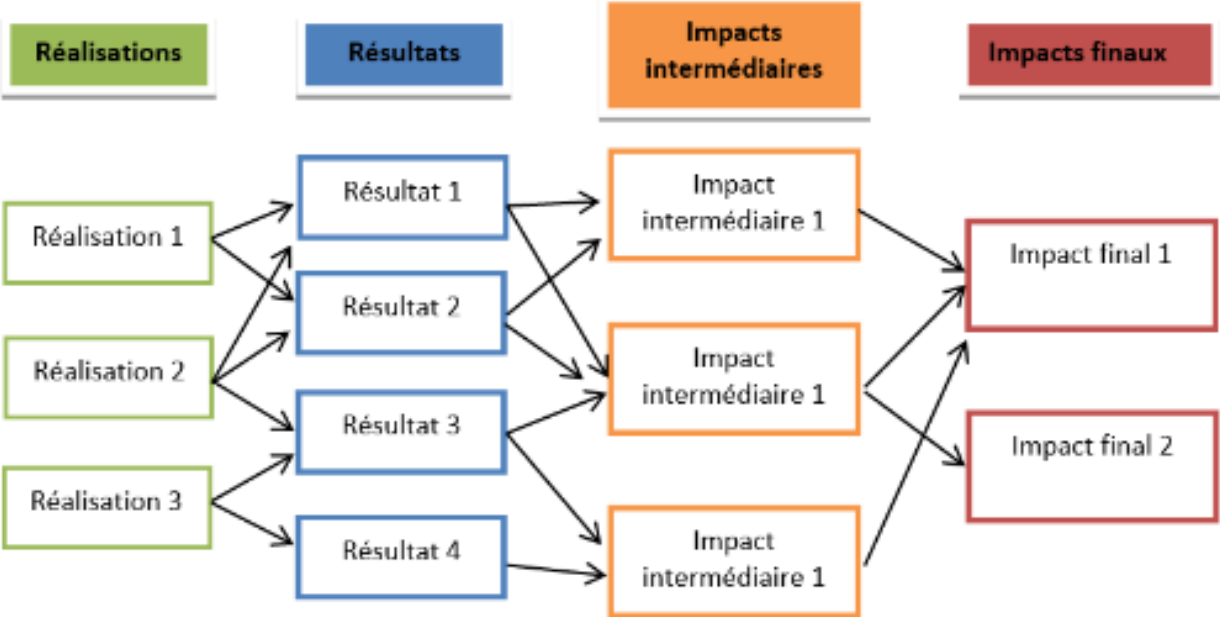 Réalisations
Résultats
Impacts
intermédiaires
Impacts finaux
Réalisation 1
Réalisation 2
Réalisation 3
Résultat 1
Résultat 2
Résultat 3
Résultat 4
Impact
intermédiaire 1
Impact
intermédiaire 1
Impact
intermédiaire 1
Impact final 1
Impact final 2